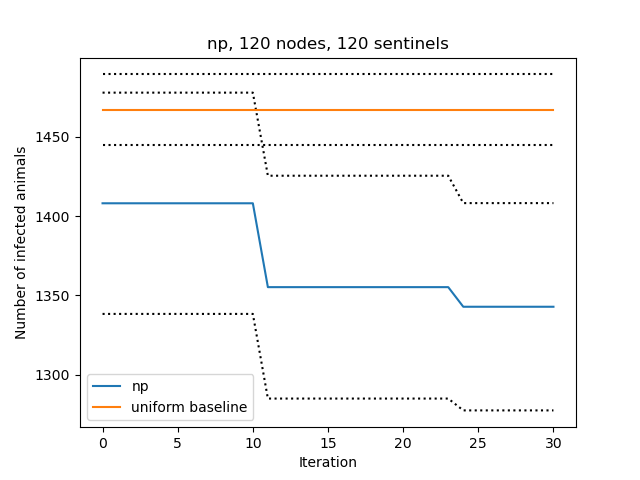 np, 120 nodes, 120 sentinels
Number of infected animals
1450
1400
1350
1300
np
uniform baseline
0 5 10 15 20 25 30
Iteration